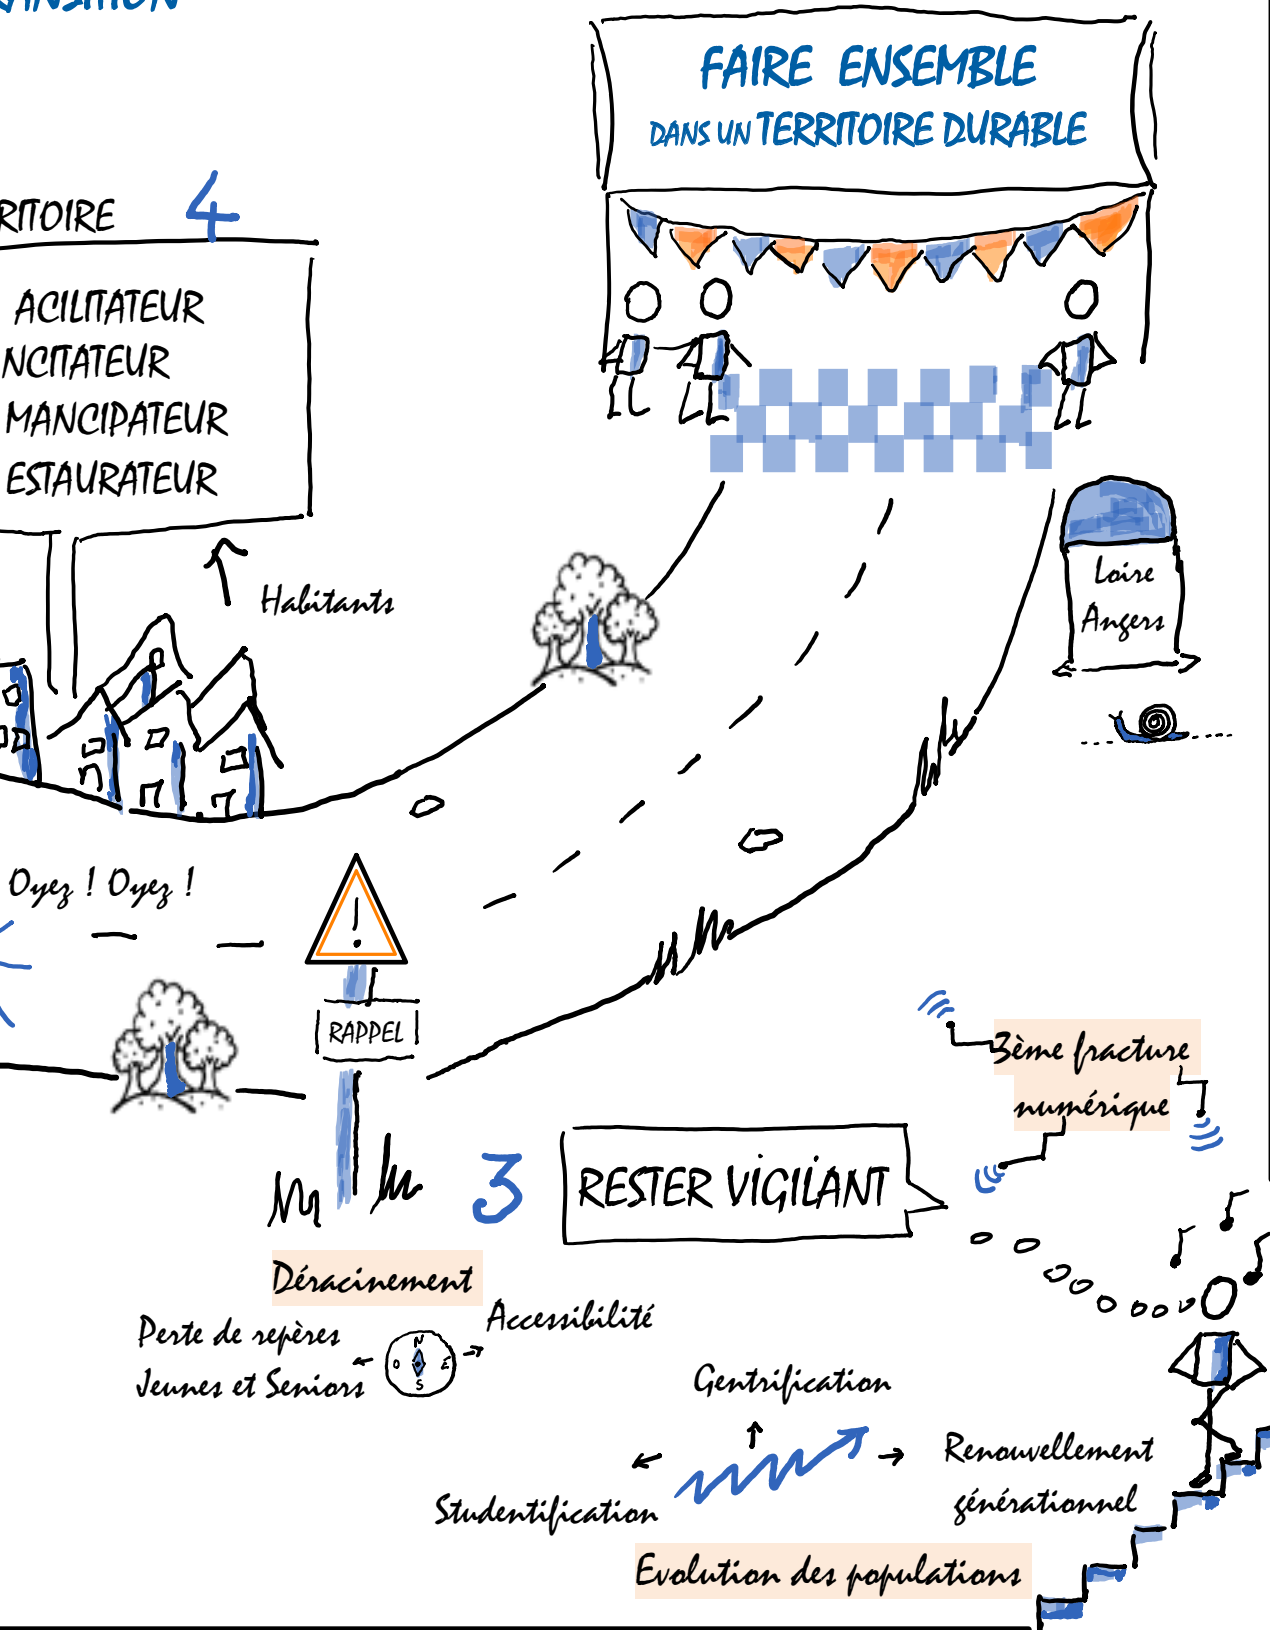 FAIRE ENSEMBLE
DANS UN TERRITOIRE DURABLE
RITOIRE 4
ACILITATEUR
NCITATEUR
MANCIPATEUR
ESTAURATEUR
Habitants
Loire
Angers
Oyez ! Oyez !
!
RAPPEL
3ème fracture
numérique
3 RESTER VIGILANT
Déracinement
Perte de repères
Jeunes et Seniors
N
O E
S
Accessibilité
Gentrification
Studentification
Renouvellement
générationnel
Evolution des populations